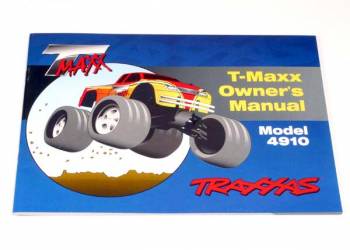 T
MAXX
T-Maxx
Owner's
Manual
Model
4910
TRAXXAS